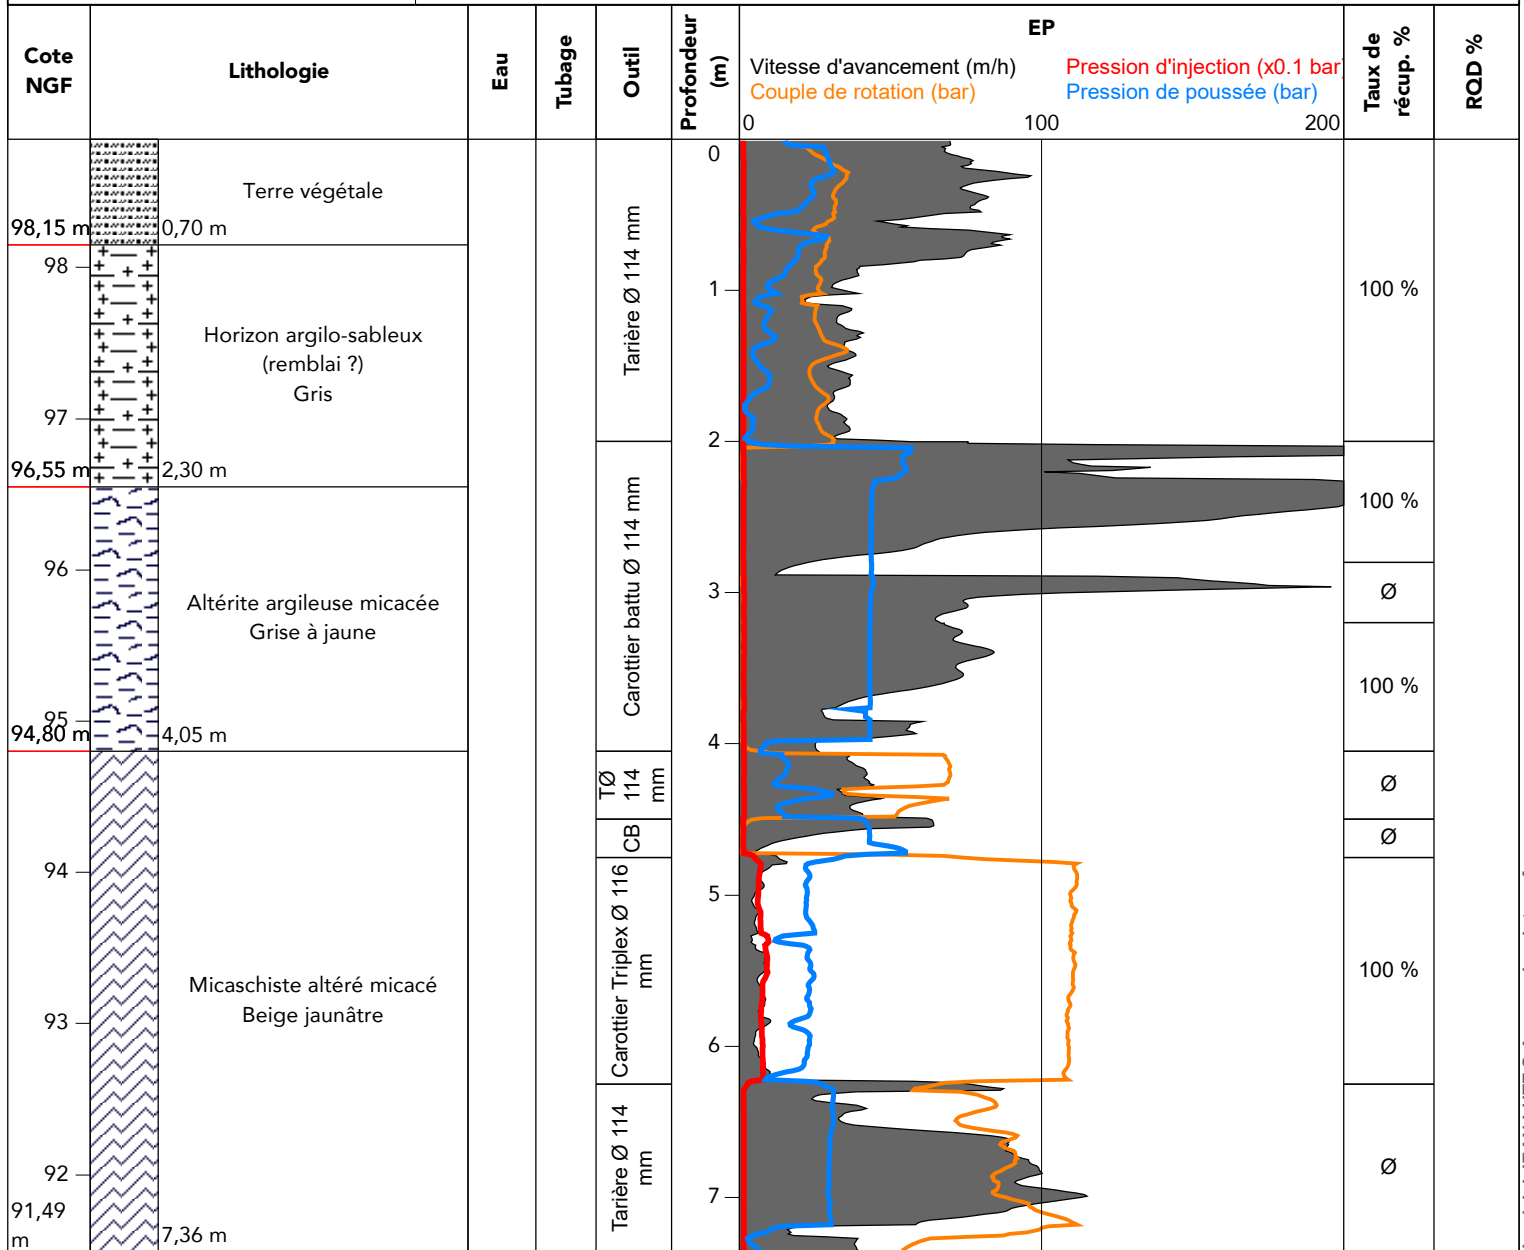 Cote
NGF
Lithologie
Eau
Tubage
Outil
Profondeur
(m)
EP
Vitesse d'avancement (m/h)
Pression d'injection (x0.1 bar)
Couple de rotation (bar)
Pression de poussée (bar)
0
100
200
Taux de
récup. %
RQD %
Terre végétale
98,15 m
0,70 m
98
Horizon argilo-sableux
(remblai ?)
Gris
97
96,55 m
2,30 m
96
Altérite argileuse micacée
Grise à jaune
95
94,80 m
4,05 m
94
Micaschiste altéré micacé
Beige jaunâtre
93
92
91,49
m
7,36 m
Tarière Ø 114 mm
Carottier battu Ø 114 mm
TØ
114
mm
CB
Carottier Triplex Ø 116
mm
Tarière Ø 114
mm
0
1
2
3
4
5
6
7
100 %
100 %
Ø
100 %
Ø
Ø
100 %
Ø